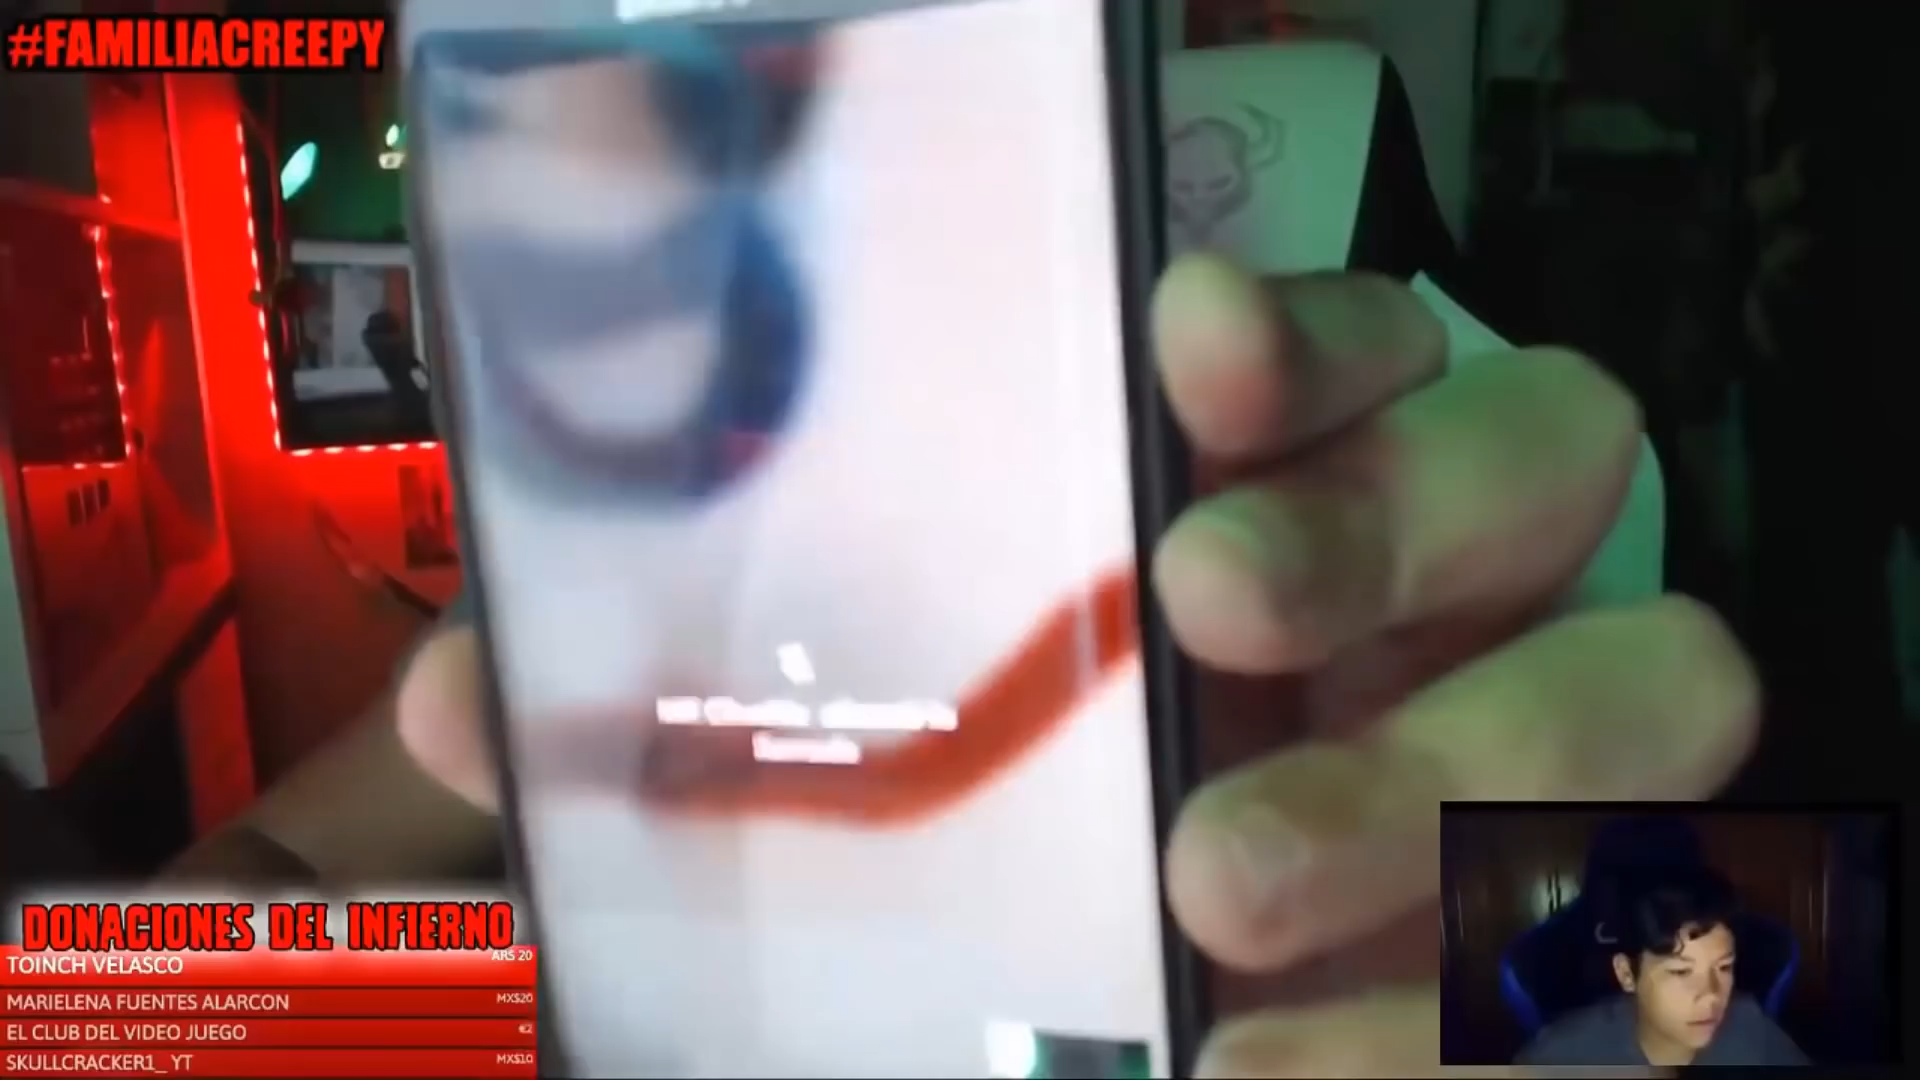 #FAMILIACREEPY
DONACIONES DEL INFIERNO
TOINCH VELASCO ARS 20
MARIELENA FUENTES ALARCON MX$20
EL CLUB DEL VIDEO JUEGO €2
SKULLCRACKER1_ YT MX$10